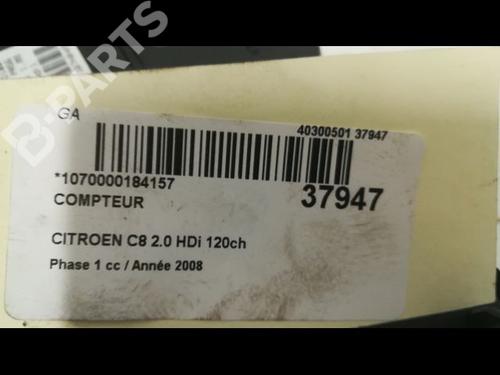 B-PARTS
GA
40300501 37947
*1070000184157
37947
COMPTEUR
CITROEN C8 2.0 HDi 120ch
Phase 1 cc / Année 2008